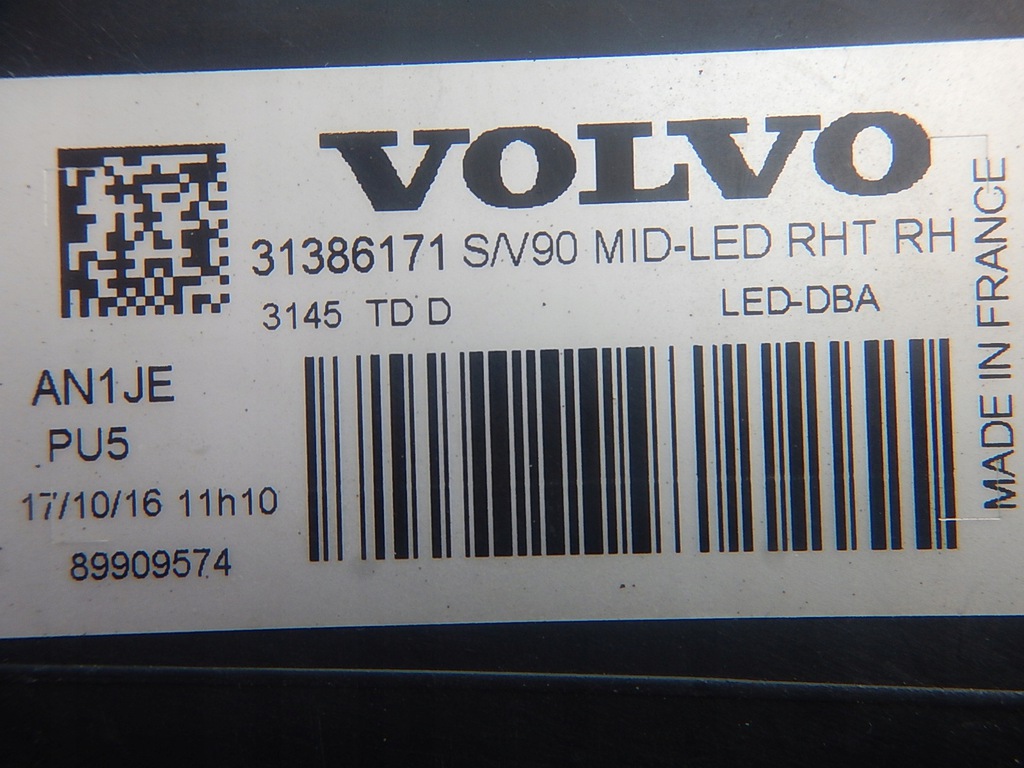 VOLVO
31386171 S/V90 MID-LED RHT RH
3145 TD D LED-DBA
AN1JE
PU5
17/10/16 11h10
89909574
MADE IN FRANCE